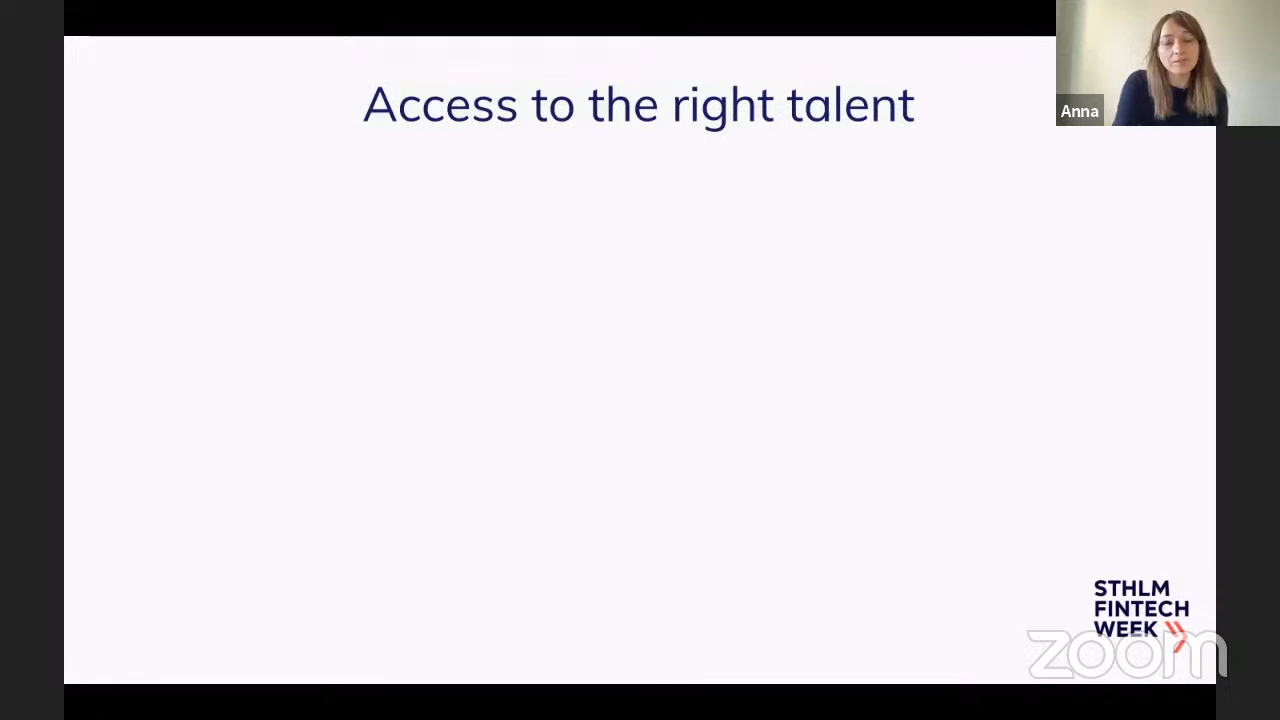 Access to the right talent
Anna
STHLM
FINTECH
WEEK
zoom